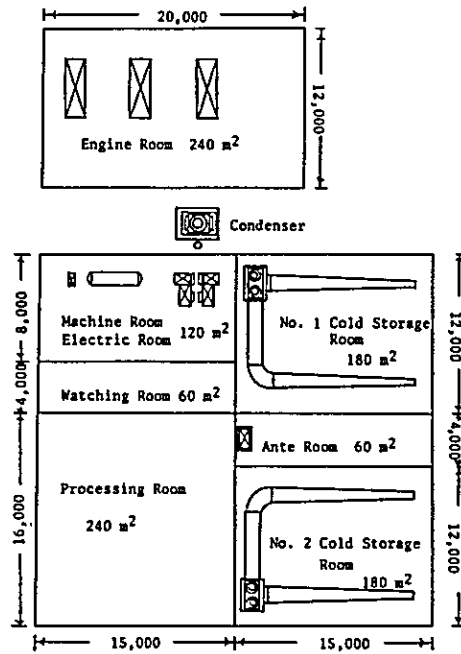 20,000
12,000
Engine Room 240 m²
Condenser
8,000
Machine Room
Electric Room 120 m²
No. 1 Cold Storage
Room
180 m²
12,000
4,000
Watching Room 60 m²
Ante Room 60 m²
4,000
Processing Room
240 m²
16,000
No. 2 Cold Storage
Room
180 m²
12,000
15,000
15,000